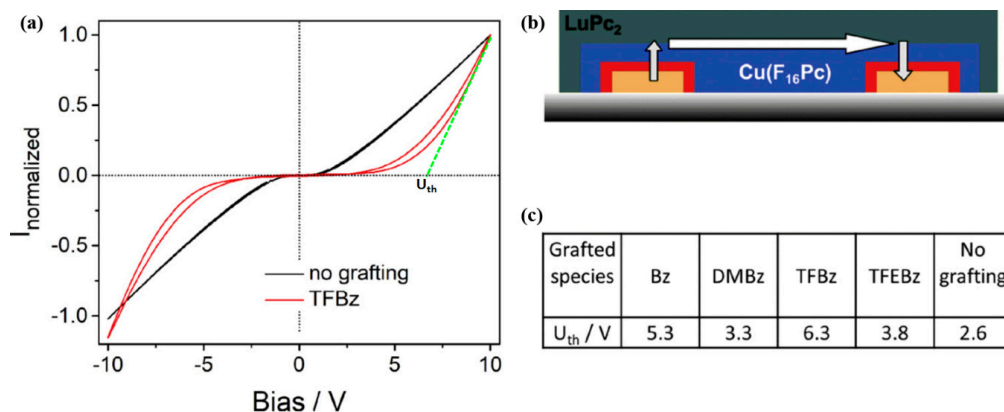 (a)
1.0
0.5
0.0
-0.5
-1.0
I normalized
U th
no grafting
TFBz
-10
-5
0
5
10
Bias / V
(b)
LuPc2
Cu(F16Pc)
(c)
Grafted species
Bz
DMBz
TFBz
TFEBz
No grafting
Uth / V
5.3
3.3
6.3
3.8
2.6